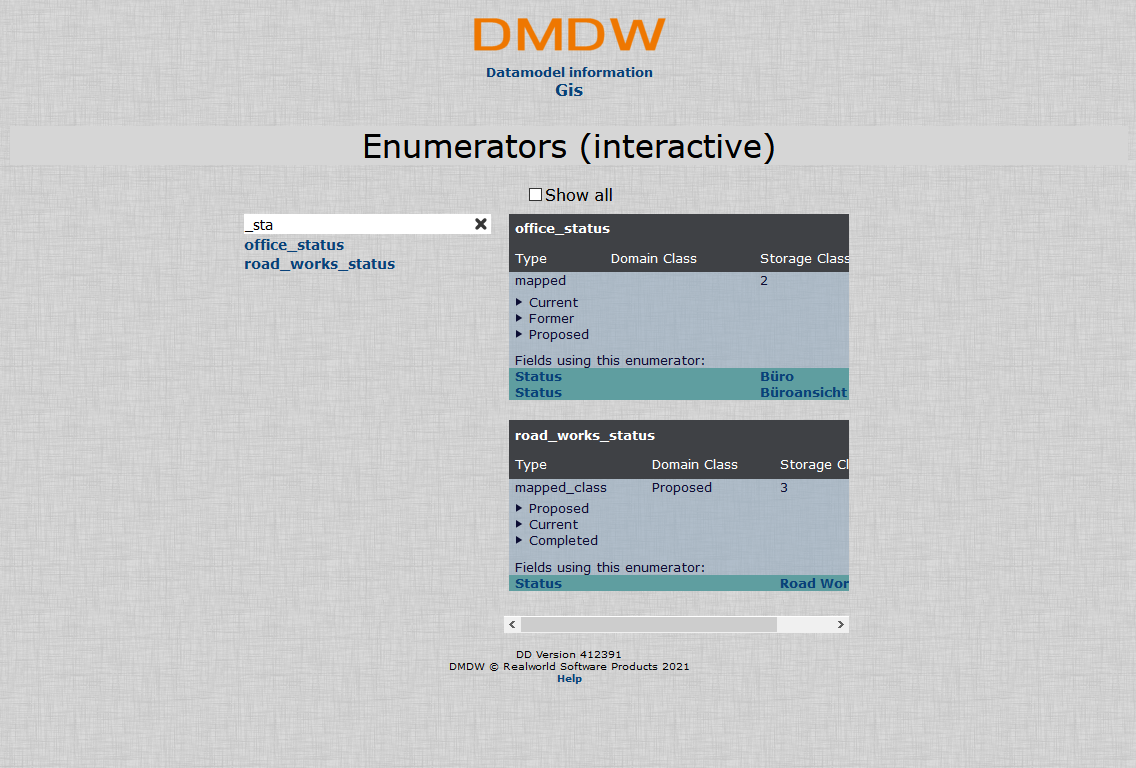 DMDW
Datamodel information
Gis
Enumerators (interactive)
Show all
_sta
office_status
road_works_status
office_status
Type Domain Class Storage Class
mapped 2
Current
Former
Proposed
Fields using this enumerator:
Status Büro
Status Büroansicht
road_works_status
Type Domain Class Storage Cl
mapped_class Proposed 3
Proposed
Current
Completed
Fields using this enumerator:
Status Road Wor
DD Version 412391
DMDW © Realworld Software Products 2021
Help